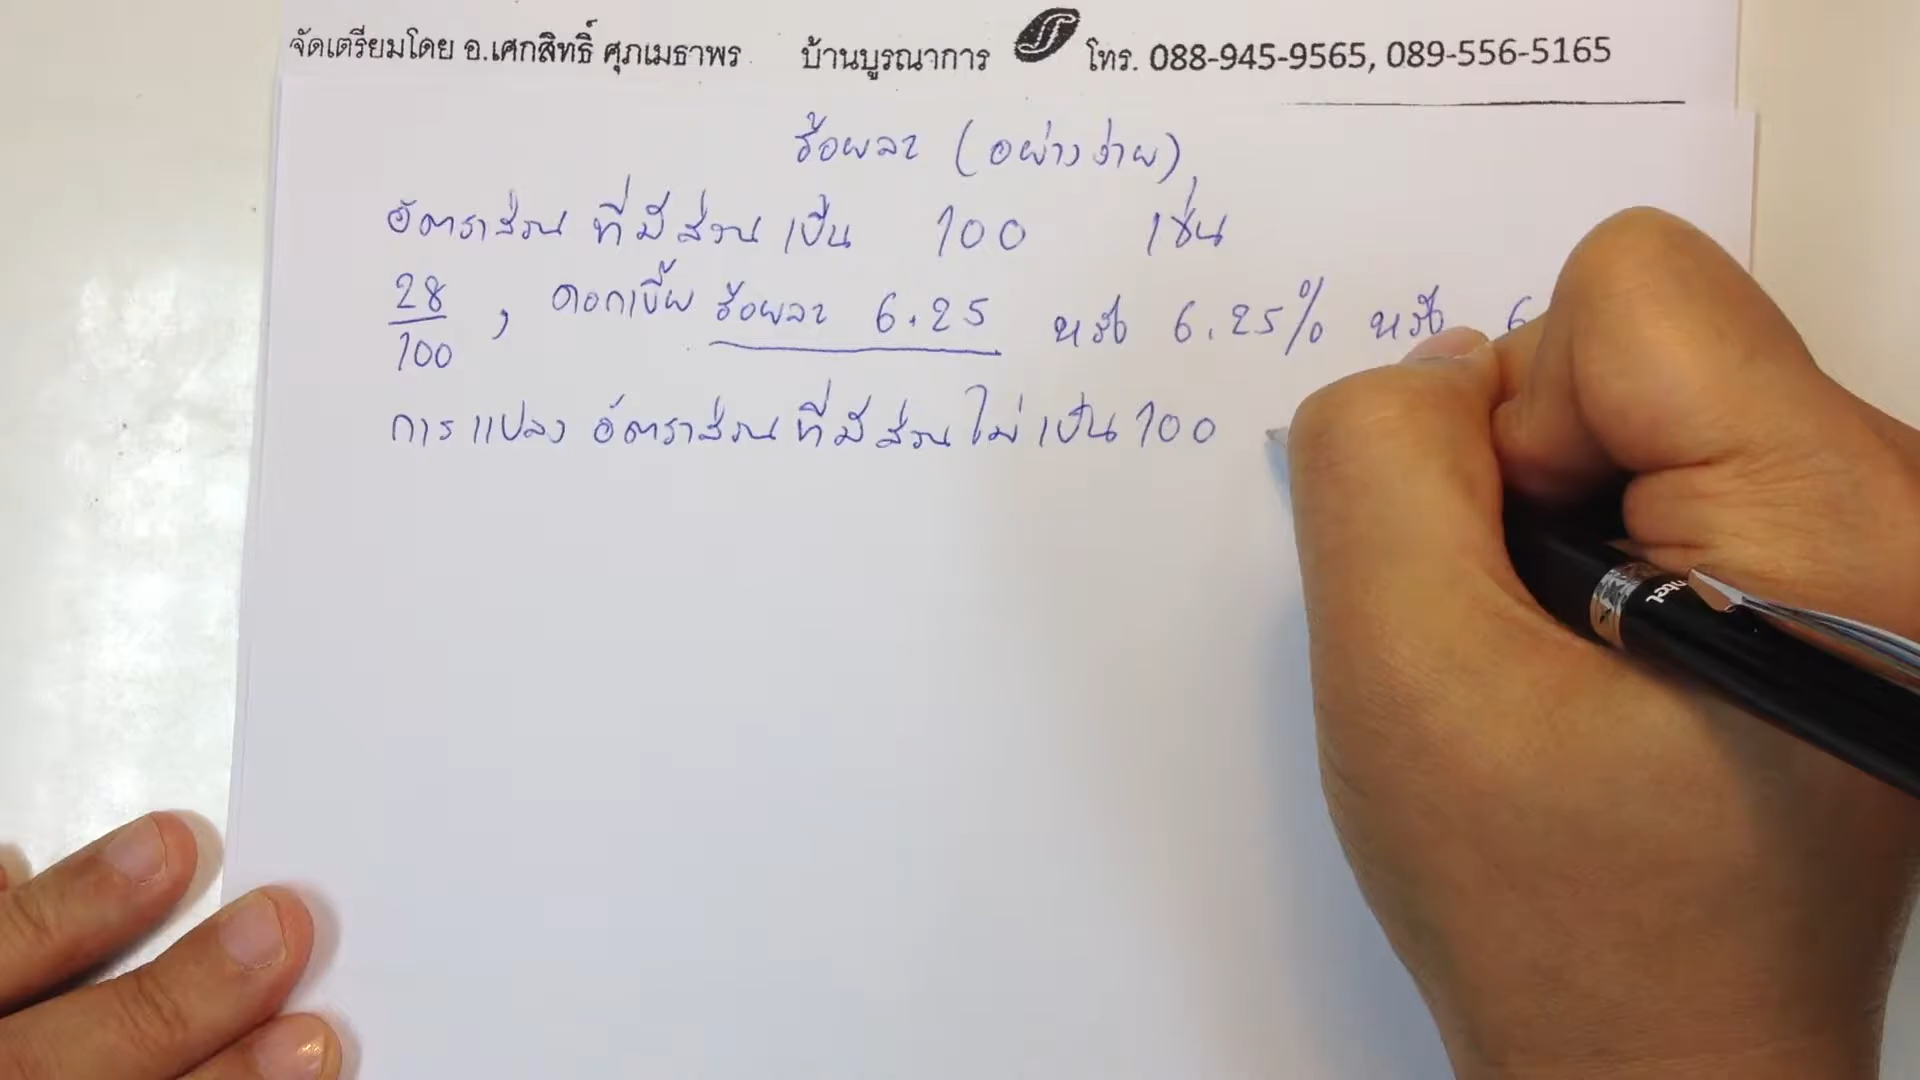 จัดเตรียมโดย อ.เศกสิทธิ์ ศุภเมธาพร บ้านบูรณาการ โทร. 088-945-9565, 089-556-5165
ร้อยละ (อย่างง่าย)
อัตราส่วน ที่มีส่วน เป็น 100 เช่น
28/100 , ดอกเบี้ย ร้อยละ 6.25 หรือ 6.25% หรือ 6
การแปลง อัตราส่วน ที่มีส่วน ไม่ เป็น 100